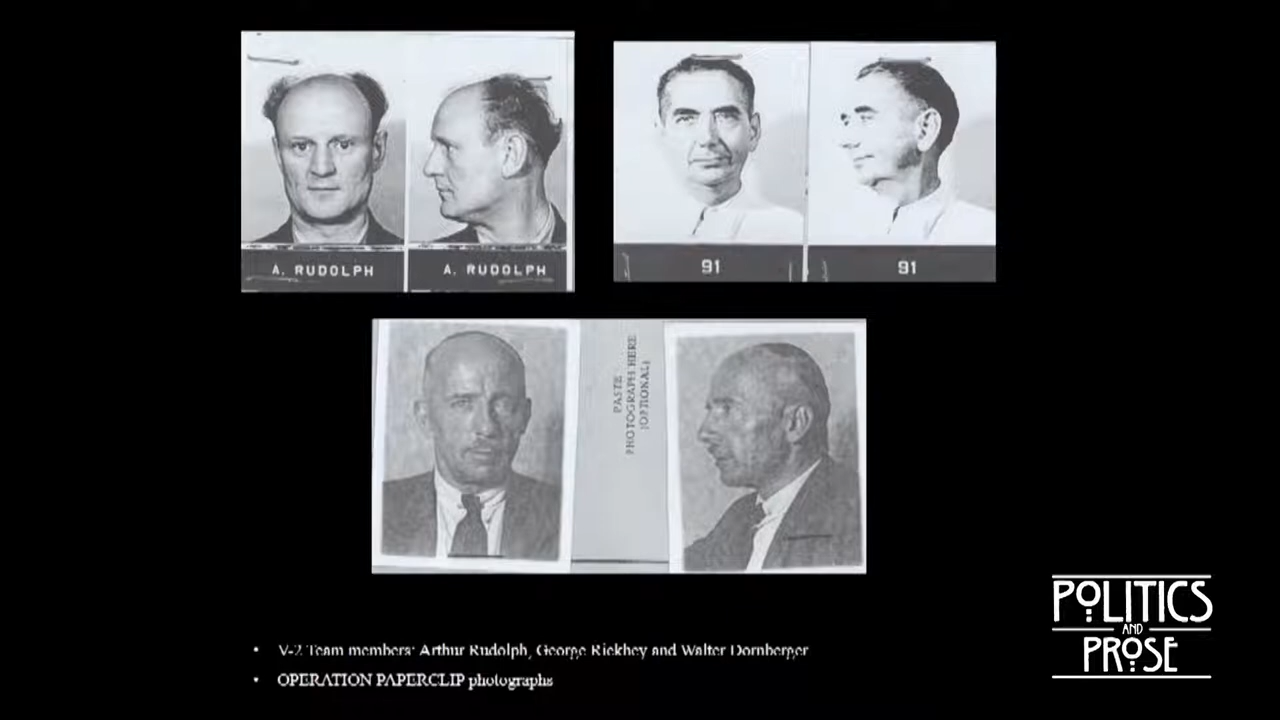 A. RUDOLPH
A. RUDOLPH
91
91
PASTE
PHOTOGRAPH HERE
(OPTIONAL)
• V-2 Team members: Arthur Rudolph, George Rickhey and Walter Dornberger
• OPERATION PAPERCLIP photographs
POLITICS
AND
PROSE